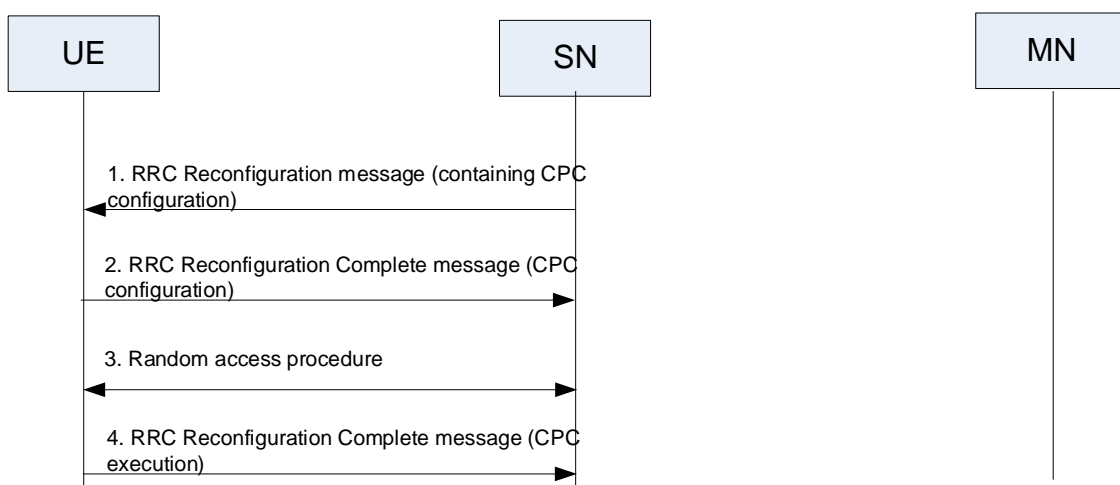 UE
SN
MN
1. RRC Reconfiguration message (containing CPC
configuration)
2. RRC Reconfiguration Complete message (CPC
configuration)
3. Random access procedure
4. RRC Reconfiguration Complete message (CPC
execution)